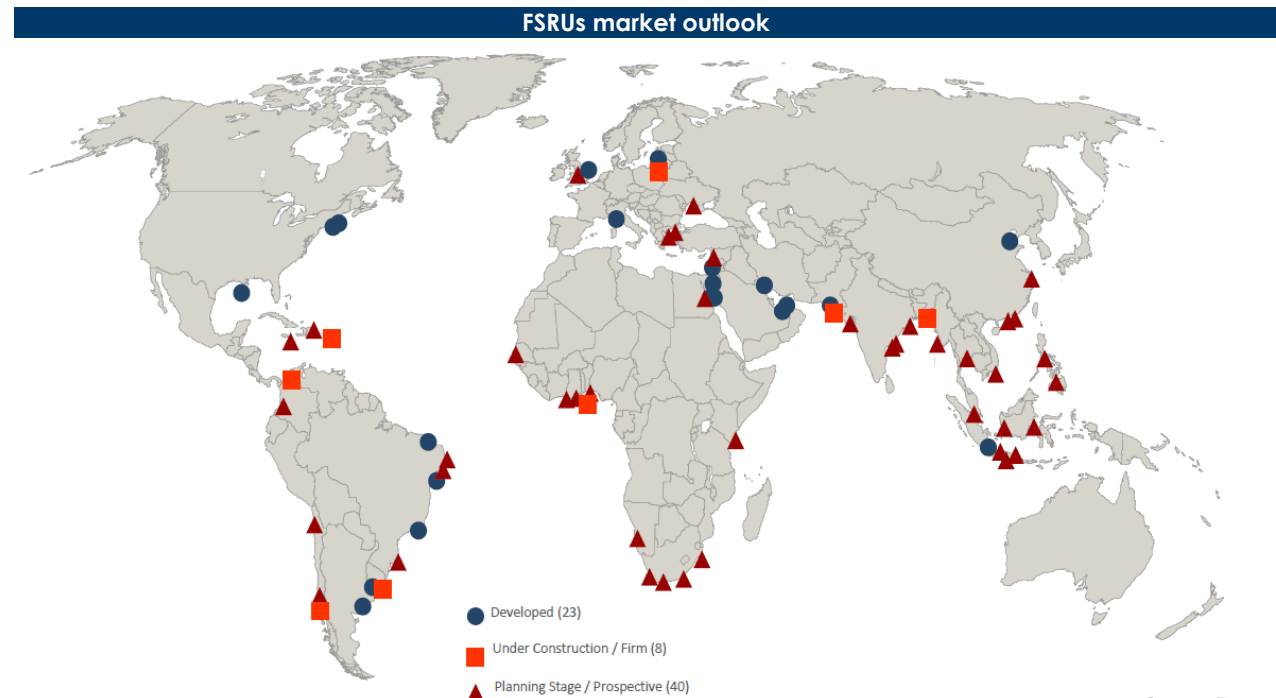 FSRUs market outlook
Developed (23)
Under Construction / Firm (8)
Planning Stage / Prospective (40)